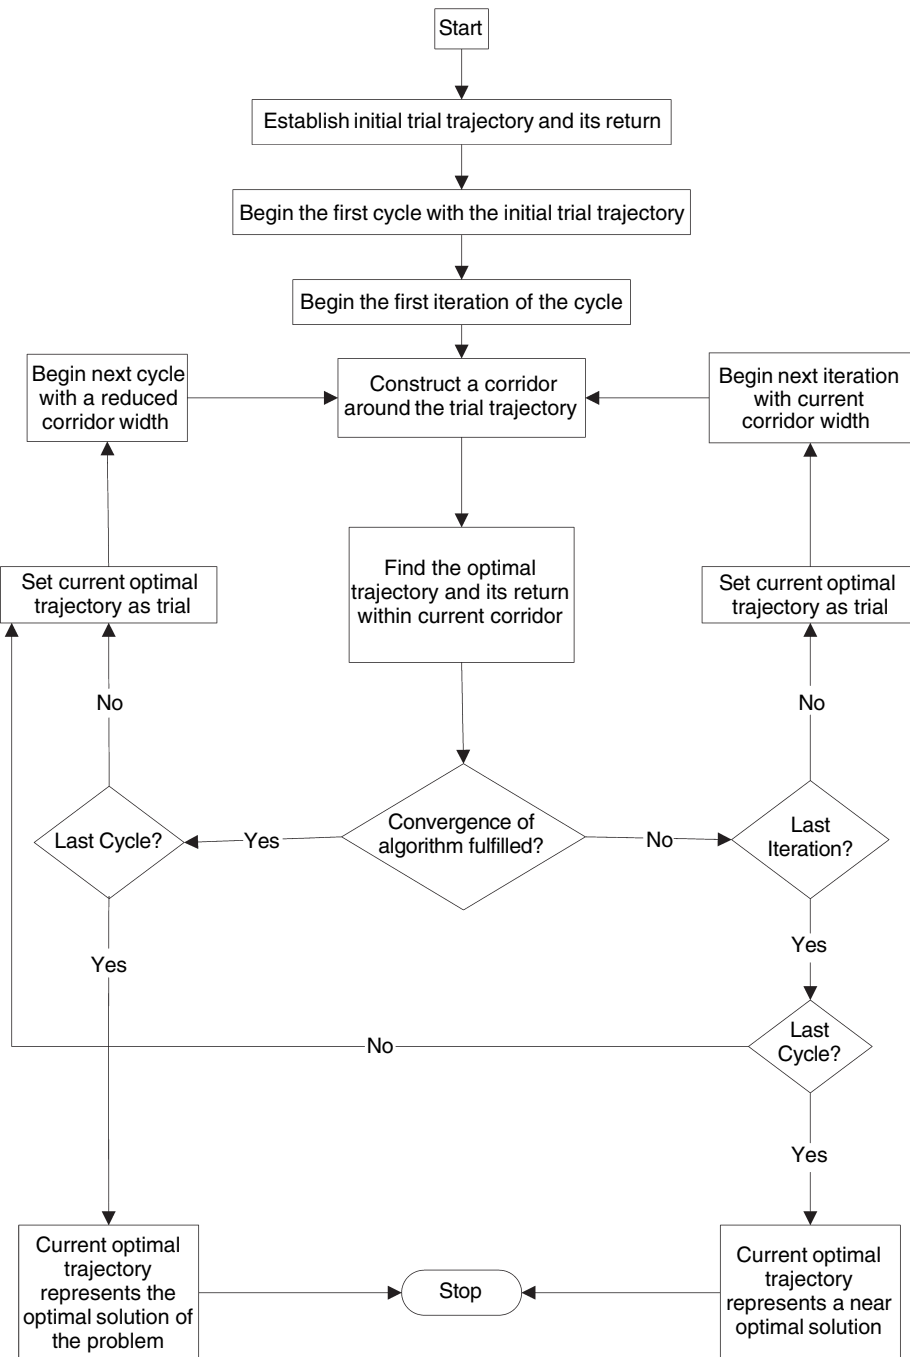 Start
Establish initial trial trajectory and its return
Begin the first cycle with the initial trial trajectory
Begin the first iteration of the cycle
Begin next cycle
with a reduced
corridor width
Construct a corridor
around the trial trajectory
Begin next iteration
with current
corridor width
Set current optimal
trajectory as trial
Find the optimal
trajectory and its return
within current corridor
Set current optimal
trajectory as trial
No
No
Last Cycle?
Yes
Convergence of
algorithm fulfilled?
No
Last
Iteration?
Yes
Yes
No
Last
Cycle?
Yes
Current optimal
trajectory
represents the
optimal solution of
the problem
Stop
Current optimal
trajectory
represents a near
optimal solution